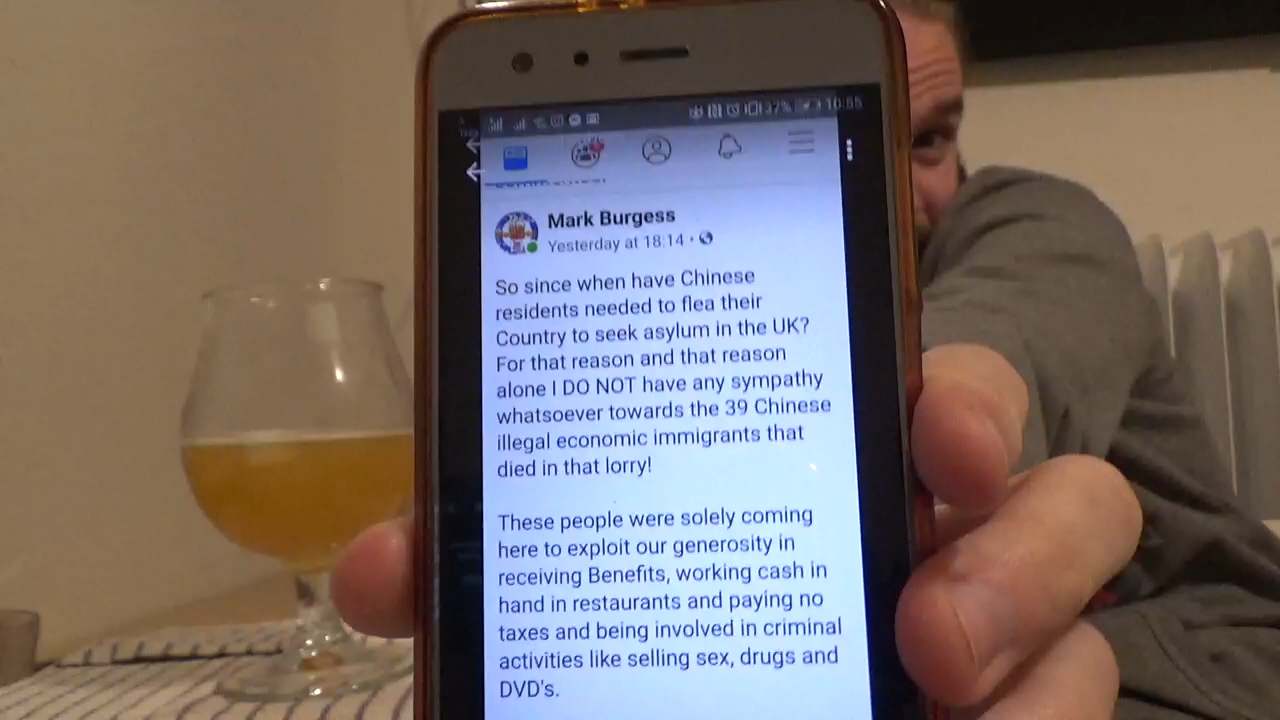 37% 10:55
Mark Burgess
Yesterday at 18:14 ·
So since when have Chinese
residents needed to flea their
Country to seek asylum in the UK?
For that reason and that reason
alone I DO NOT have any sympathy
whatsoever towards the 39 Chinese
illegal economic immigrants that
died in that lorry!
These people were solely coming
here to exploit our generosity in
receiving Benefits, working cash in
hand in restaurants and paying no
taxes and being involved in criminal
activities like selling sex, drugs and
DVD's.